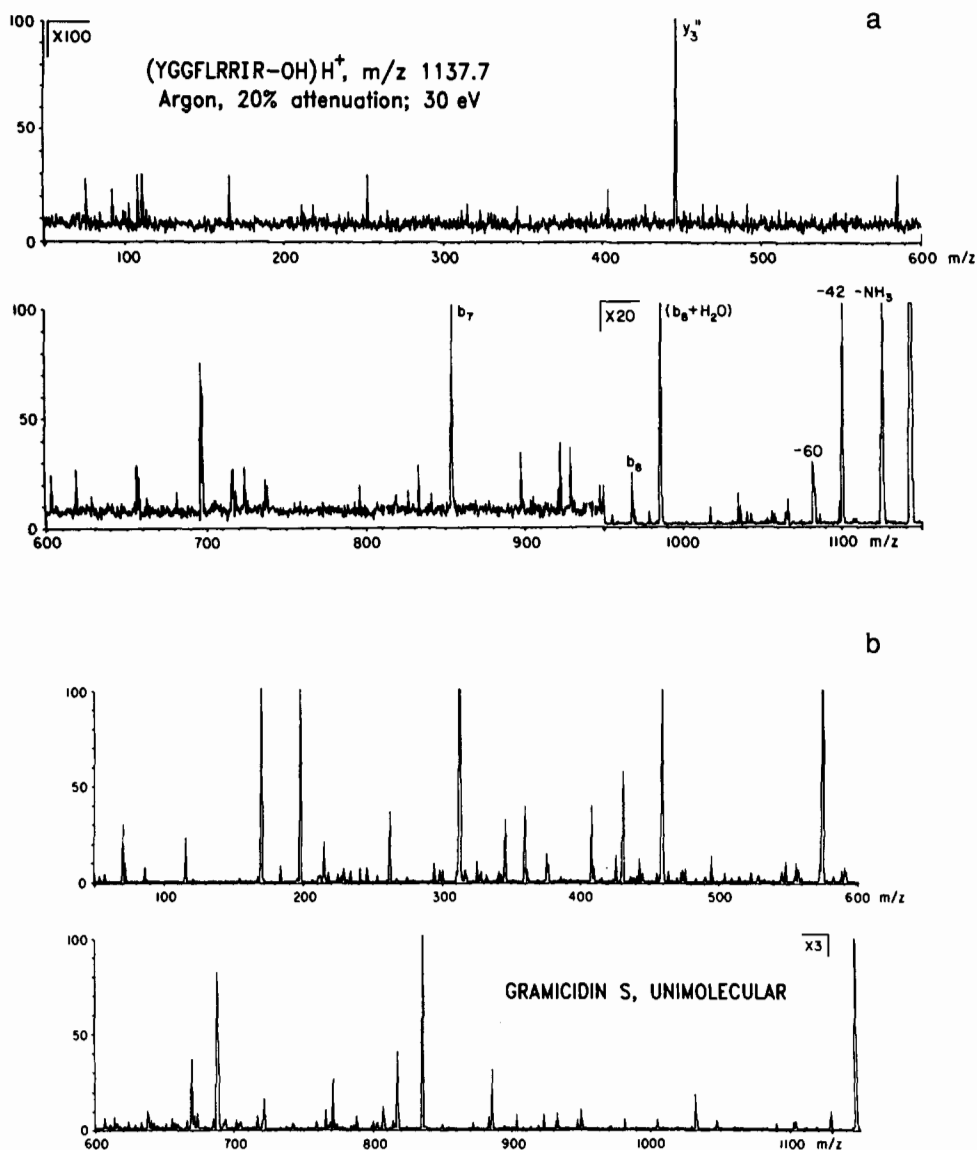 a
100
X100
y₃"
(YGGFLRRIR-OH)H⁺, m/z 1137.7
Argon, 20% attenuation; 30 eV
50
0
100 200 300 400 500 600 m/z
100
b₇
X20
(b₈+H₂O)
-42 -NH₃
50
b₈
-60
0
600 700 800 900 1000 1100 m/z
b
100
50
0
100 200 300 400 500 600 m/z
100
X3
GRAMICIDIN S, UNIMOLECULAR
50
0
600 700 800 900 1000 1100 m/z